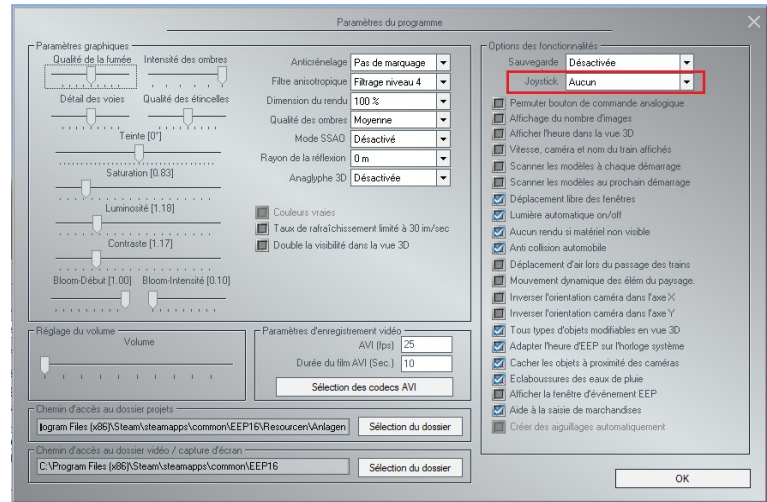 Paramètres du programme
Paramètres graphiques
Qualité de la fumée
Intensité des ombres
Détail des voies
Qualité des étincelles
Teinte [0°]
Saturation [0.83]
Luminosité [1.18]
Contraste [1.17]
Bloom-Début [1.00]
Bloom-Intensité [0.10]
Anticrénelage Pas de marquage
Filtre anisotropique Filtrage niveau 4
Dimension du rendu 100 %
Qualité des ombres Moyenne
Mode SSAO Désactivé
Rayon de la réflexion 0 m
Anaglyphe 3D Désactivée
Couleurs vraies
Taux de rafraîchissement limité à 30 im/sec
Double la visibilité dans la vue 3D
Réglage du volume
Volume
Paramètres d'enregistrement vidéo
AVI (fps) 25
Durée du film AVI (Sec.) 10
Sélection des codecs AVI
Chemin d'accès au dossier projets
logram Files (x86)\Steam\steamapps\common\EEP16\Resourcen\Anlagen
Sélection du dossier
Chemin d'accès au dossier vidéo / capture d'écran
C:\Program Files (x86)\Steam\steamapps\common\EEP16
Sélection du dossier
Options des fonctionnalités
Sauvegarde Désactivée
Joystick Aucun
Permuter bouton de commande analogique
Affichage du nombre d'images
Afficher l'heure dans la vue 3D
Vitesse, caméra et nom du train affichés
Scanner les modèles à chaque démarrage
Scanner les modèles au prochain démarrage
Déplacement libre des fenêtres
Lumière automatique on/off
Aucun rendu si matériel non visible
Anti collision automobile
Déplacement d'air lors du passage des trains
Mouvement dynamique des élém du paysage.
Inverser l'orientation caméra dans l'axe X
Inverser l'orientation caméra dans l'axe Y
Tous types d'objets modifiables en vue 3D
Adapter l'heure d'EEP sur l'horloge système
Cacher les objets à proximité des caméras
Eclaboussures des eaux de pluie
Afficher la fenêtre d'événement EEP
Aide à la saisie de marchandises
Créer des aiguillages automatiquement
OK